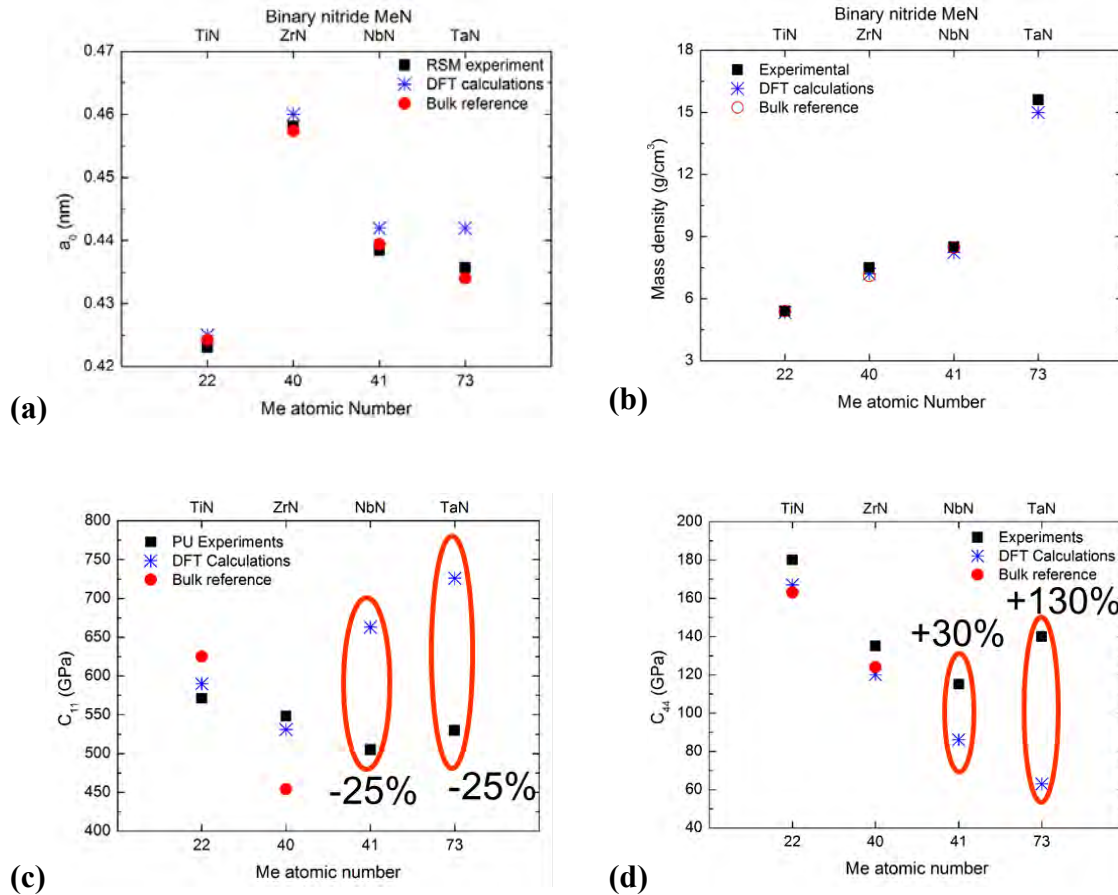 Binary nitride MeN
TiN ZrN NbN TaN
0.47
0.46
0.45
0.44
0.43
0.42
a₀ (nm)
RSM experiment
DFT calculations
Bulk reference
22 40 41 73
Me atomic Number
(a)
Binary nitride MeN
TiN ZrN NbN TaN
18
15
12
9
6
3
Mass density (g/cm³)
Experimental
DFT calculations
Bulk reference
22 40 41 73
Me atomic Number
(b)
TiN ZrN NbN TaN
800
750
700
650
600
550
500
450
400
C₁₁ (GPa)
PU Experiments
DFT Calculations
Bulk reference
-25% -25%
22 40 41 73
Me atomic number
(c)
TiN ZrN NbN TaN
200
180
160
140
120
100
80
60
40
C₄₄ (GPa)
Experiments
DFT Calculations
Bulk reference
+130%
+30%
22 40 41 73
Me atomic number
(d)